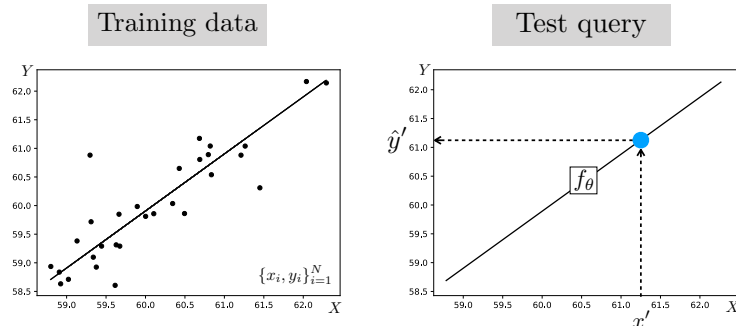 Training data
Y
62.0
61.5
61.0
60.5
60.0
59.5
59.0
58.5
{x_i, y_i}_{i=1}^N
59.0 59.5 60.0 60.5 61.0 61.5 62.0 X
Test query
Y
62.0
61.5
ŷ′
61.0
60.5
f_θ
60.0
59.5
59.0
58.5
59.0 59.5 60.0 60.5 61.0 61.5 62.0 X
x′